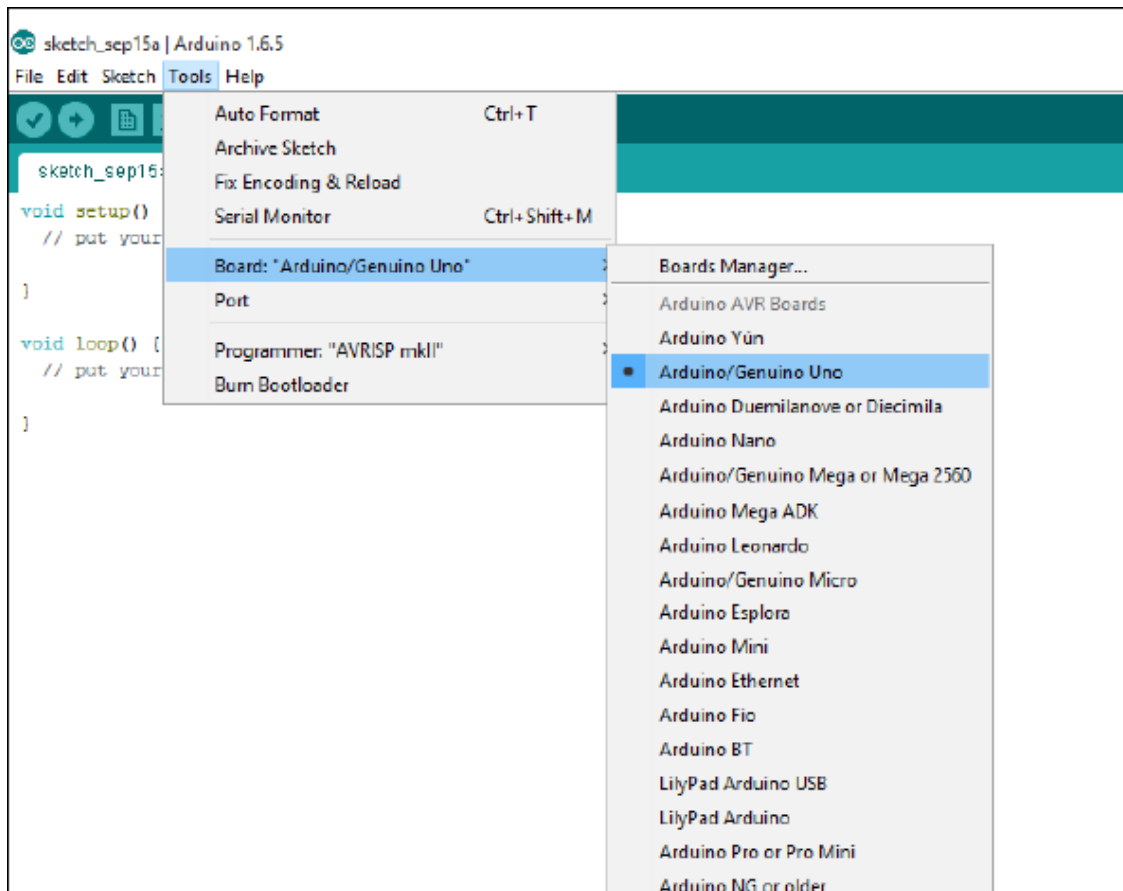 sketch_sep15a | Arduino 1.6.5
File Edit Sketch Tools Help
Auto Format Ctrl+T
Archive Sketch
sketch_sep15
Fix Encoding & Reload
void setup()
Serial Monitor Ctrl+Shift+M
// put your
Board: "Arduino/Genuino Uno"
Boards Manager...
}
Port
Arduino AVR Boards
void loop() {
Programmer: "AVRISP mkII"
Arduino Yún
// put your
Burn Bootloader
Arduino/Genuino Uno
Arduino Duemilanove or Diecimila
}
Arduino Nano
Arduino/Genuino Mega or Mega 2560
Arduino Mega ADK
Arduino Leonardo
Arduino/Genuino Micro
Arduino Esplora
Arduino Mini
Arduino Ethernet
Arduino Fio
Arduino BT
LilyPad Arduino USB
LilyPad Arduino
Arduino Pro or Pro Mini
Arduino NG or older